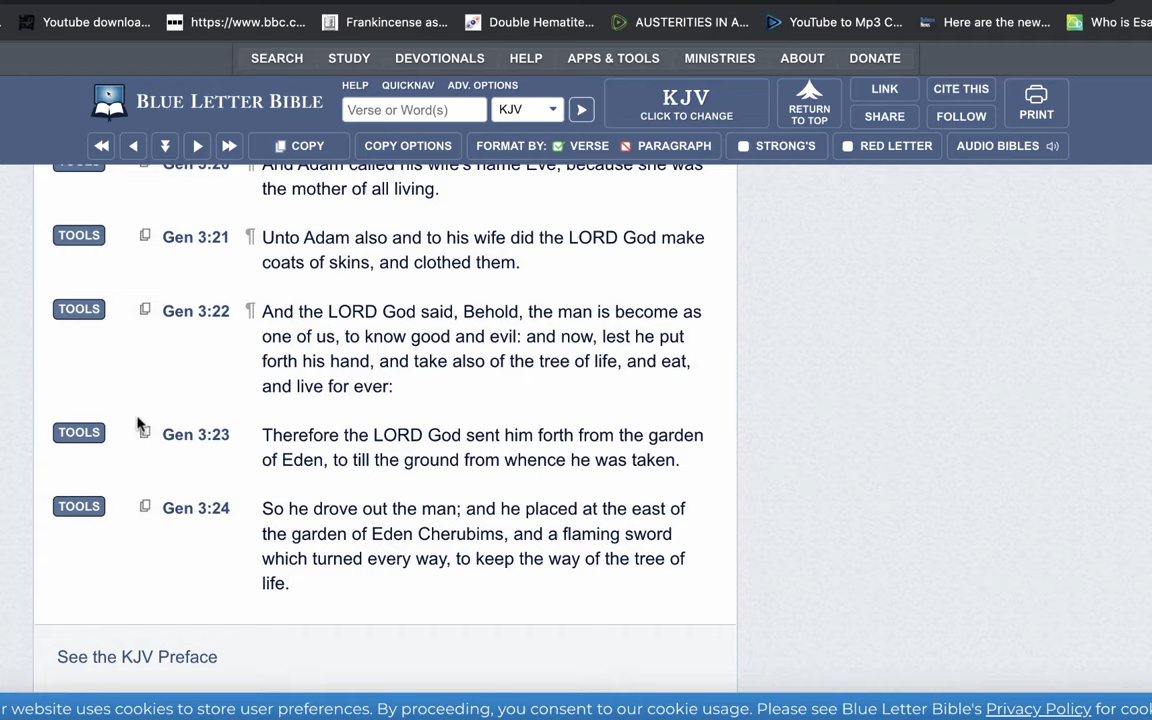 Youtube downloa...
https://www.bbc.c...
Frankincense as...
Double Hematite...
AUSTERITIES IN A...
YouTube to Mp3 C...
Here are the new...
Who is Esa
SEARCH STUDY DEVOTIONALS HELP APPS & TOOLS MINISTRIES ABOUT DONATE
BLUE LETTER BIBLE
HELP QUICKNAV ADV. OPTIONS
Verse or Word(s)
KJV
KJV
CLICK TO CHANGE
RETURN
TO TOP
LINK
CITE THIS
SHARE
FOLLOW
PRINT
COPY
COPY OPTIONS
FORMAT BY: VERSE PARAGRAPH
STRONG'S
RED LETTER
AUDIO BIBLES
TOOLS Gen 3:20 ¶ And Adam called his wife's name Eve; because she was
the mother of all living.
TOOLS Gen 3:21 ¶ Unto Adam also and to his wife did the LORD God make
coats of skins, and clothed them.
TOOLS Gen 3:22 ¶ And the LORD God said, Behold, the man is become as
one of us, to know good and evil: and now, lest he put
forth his hand, and take also of the tree of life, and eat,
and live for ever:
TOOLS Gen 3:23 Therefore the LORD God sent him forth from the garden
of Eden, to till the ground from whence he was taken.
TOOLS Gen 3:24 So he drove out the man; and he placed at the east of
the garden of Eden Cherubims, and a flaming sword
which turned every way, to keep the way of the tree of
life.
See the KJV Preface
r website uses cookies to store user preferences. By proceeding, you consent to our cookie usage. Please see Blue Letter Bible's Privacy Policy for cook